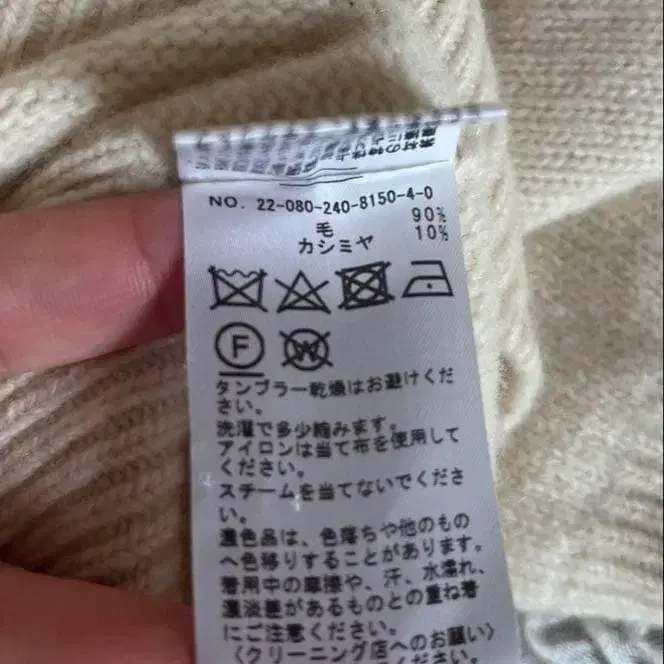 NO. 22-080-240-8150-4-0
毛 90%
カシミヤ 10%
F W
タンブラー乾燥はお避けくだ
さい。
洗濯で多少縮みます。
アイロンは当て布を使用して
ください。
スチームを当てないでくださ
い。
濃色品は、色落ちや他のもの
へ色移りすることがあります。
着用中の摩擦や、汗、水濡れ、
濃淡差があるものとの重ね着
にご注意ください。
〈クリーニング店へのお願い〉
ください。